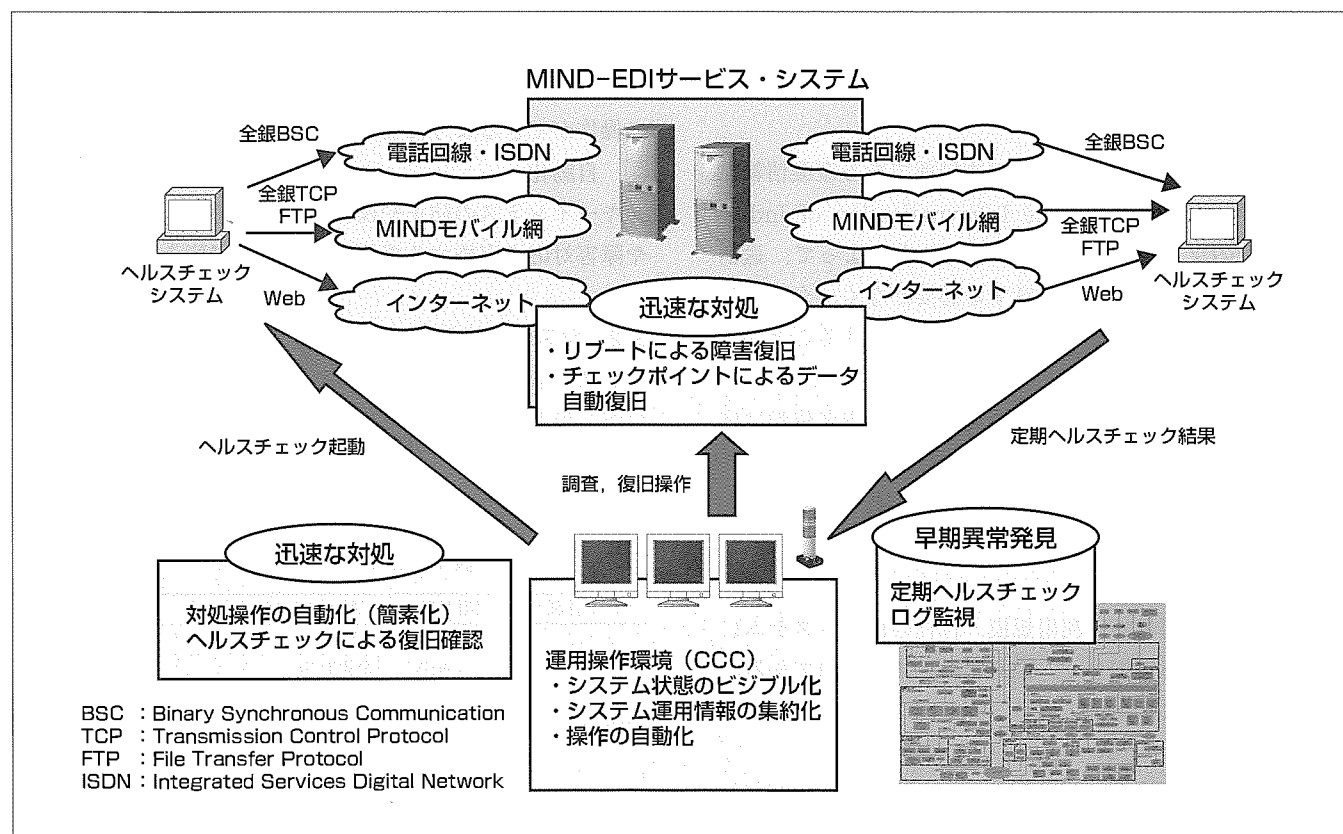 MIND-EDIサービス・システム
全銀BSC
電話回線・ISDN
電話回線・ISDN
全銀BSC
全銀TCP
FTP
MINDモバイル網
MINDモバイル網
全銀TCP
FTP
ヘルスチェック
システム
Web
インターネット
インターネット
Web
ヘルスチェック
システム
迅速な対処
・リブートによる障害復旧
・チェックポイントによるデータ
自動復旧
ヘルスチェック起動
調査，復旧操作
定期ヘルスチェック結果
迅速な対処
対処操作の自動化（簡素化）
ヘルスチェックによる復旧確認
早期異常発見
定期ヘルスチェック
ログ監視
運用操作環境（CCC）
・システム状態のビジブル化
・システム運用情報の集約化
・操作の自動化
BSC ：Binary Synchronous Communication
TCP ：Transmission Control Protocol
FTP ：File Transfer Protocol
ISDN：Integrated Services Digital Network